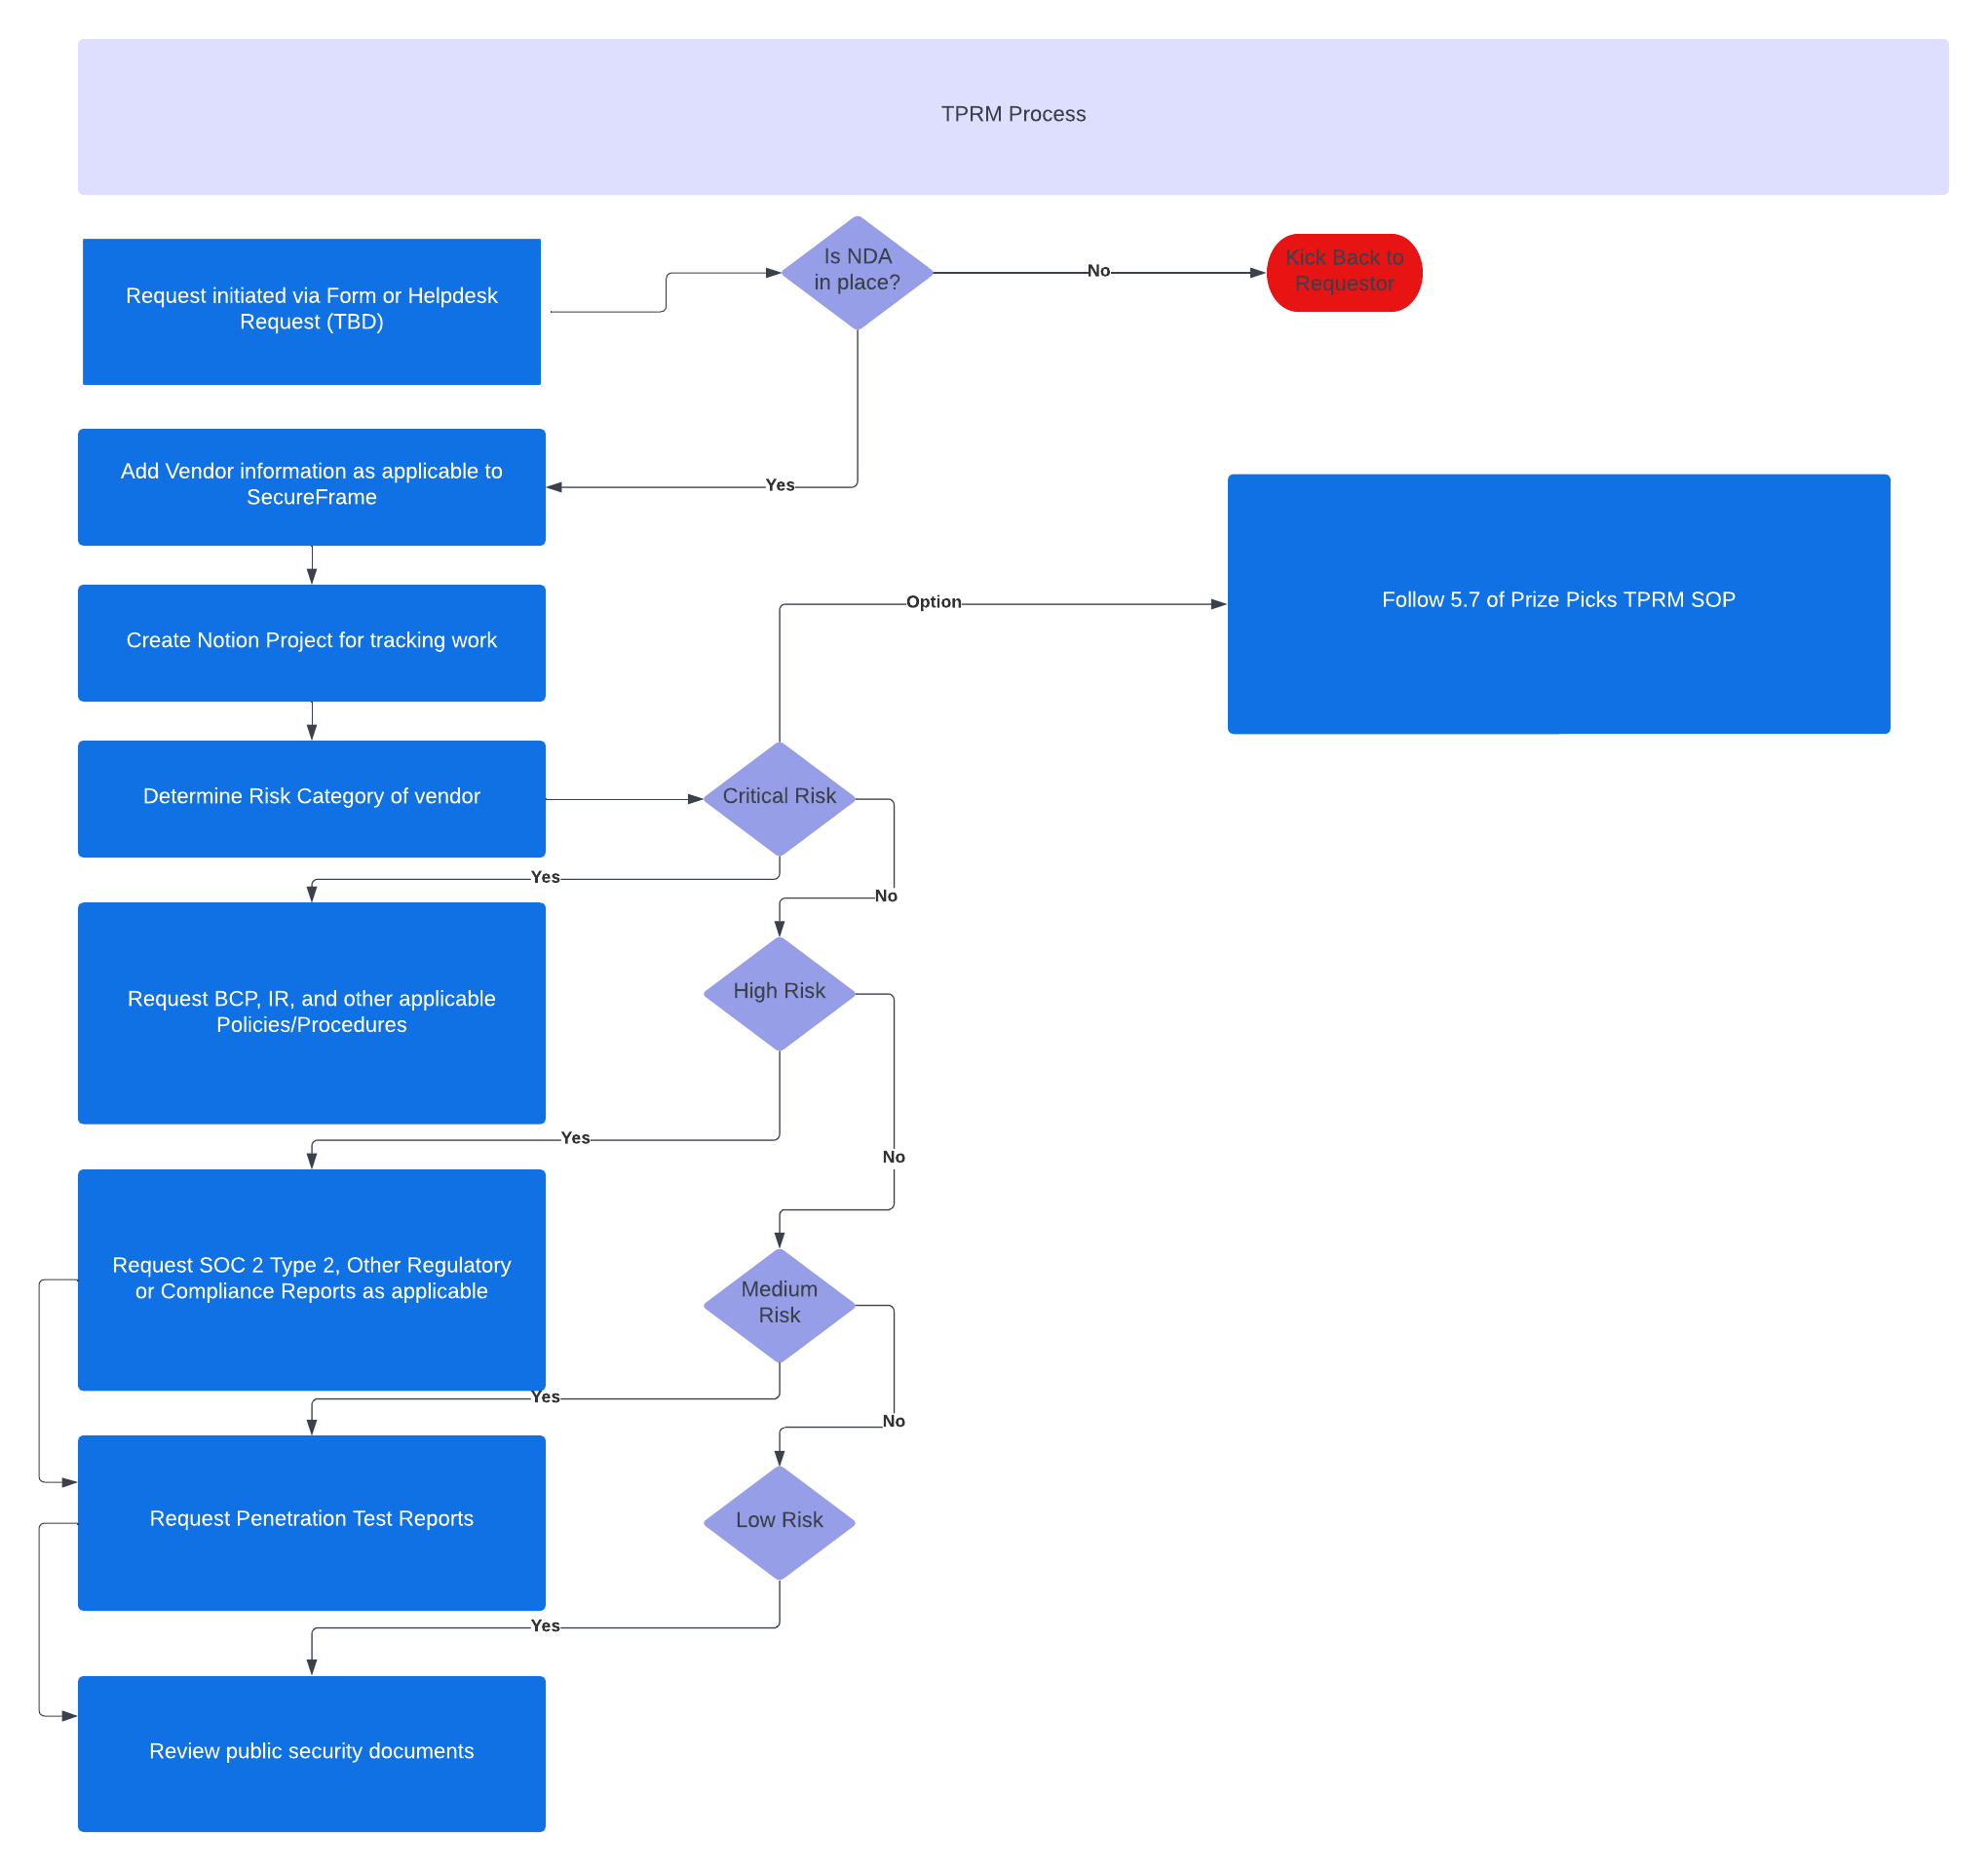 TPRM Process
Is NDA
in place?
No
Kick Back to
Requestor
Request initiated via Form or Helpdesk
Request (TBD)
Add Vendor information as applicable to
SecureFrame
Yes
Option
Follow 5.7 of Prize Picks TPRM SOP
Create Notion Project for tracking work
Determine Risk Category of vendor
Critical Risk
Yes
No
Request BCP, IR, and other applicable
Policies/Procedures
High Risk
Yes
No
Request SOC 2 Type 2, Other Regulatory
or Compliance Reports as applicable
Medium
Risk
Yes
No
Request Penetration Test Reports
Low Risk
Yes
Review public security documents